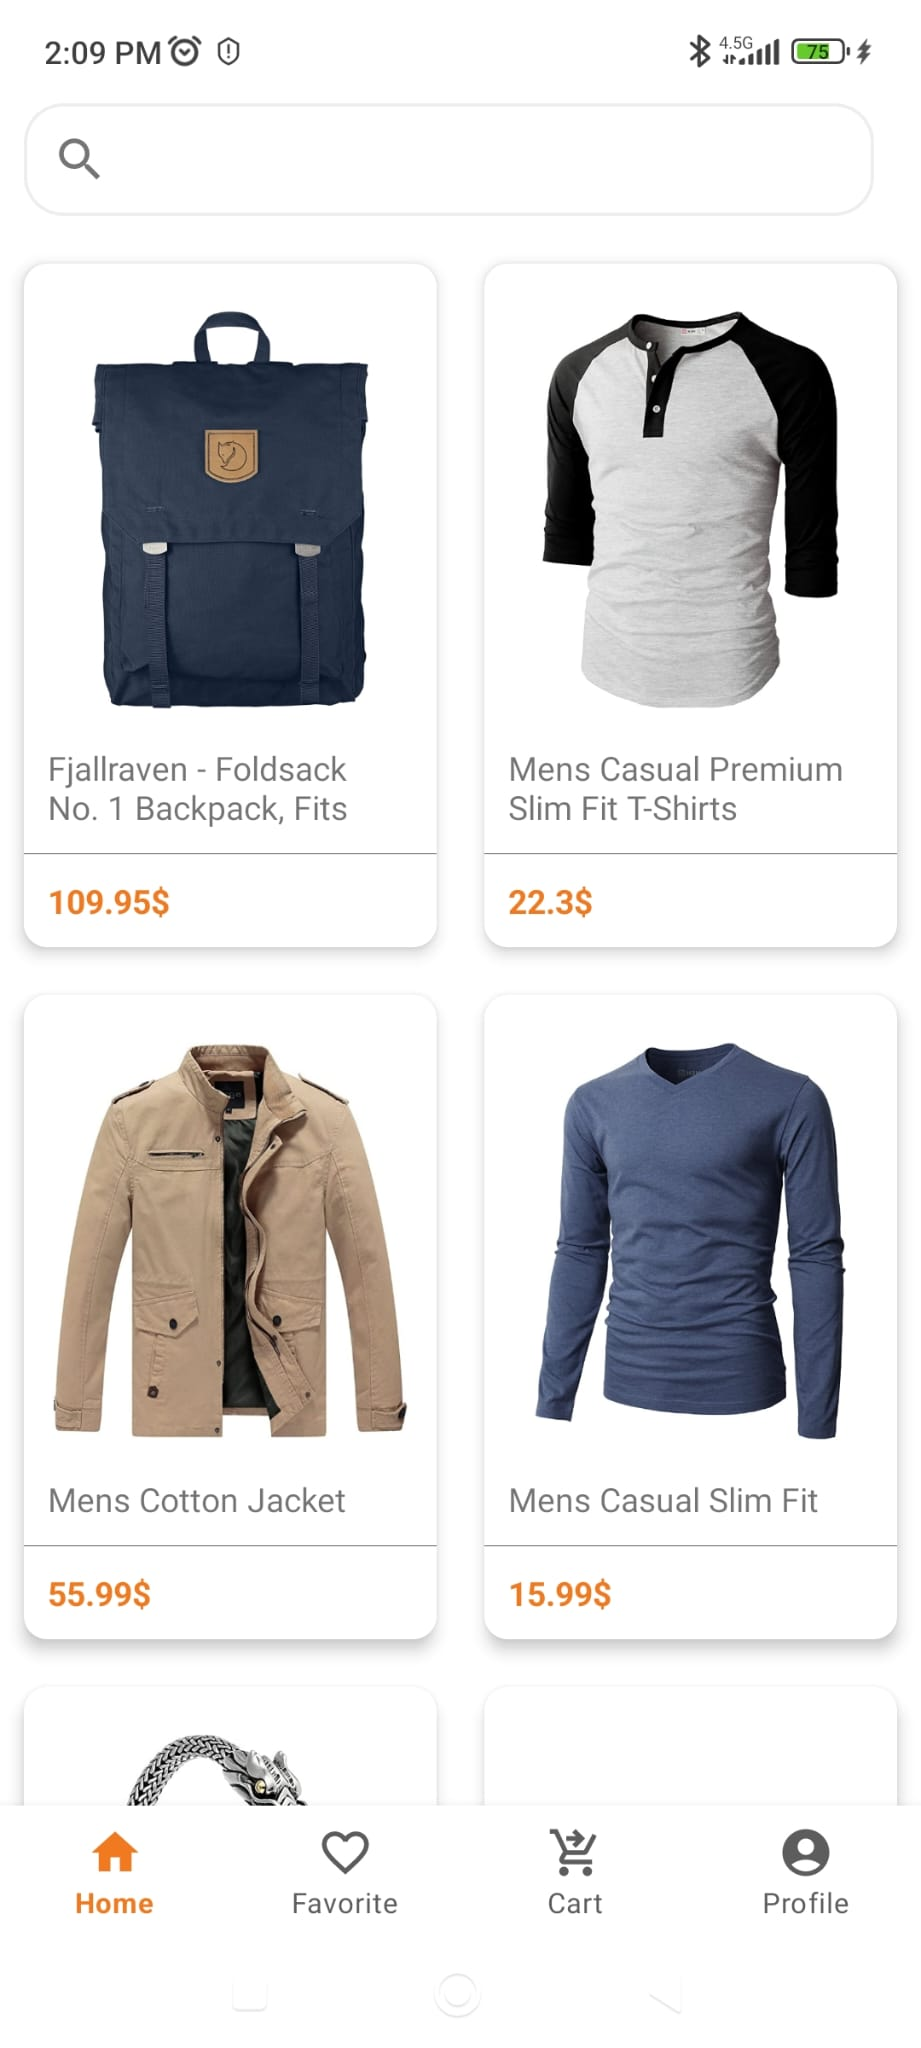 2:09 PM
4.5G
75
Fjallraven - Foldsack
No. 1 Backpack, Fits
109.95$
Mens Casual Premium
Slim Fit T-Shirts
22.3$
Mens Cotton Jacket
55.99$
Mens Casual Slim Fit
15.99$
Home
Favorite
Cart
Profile